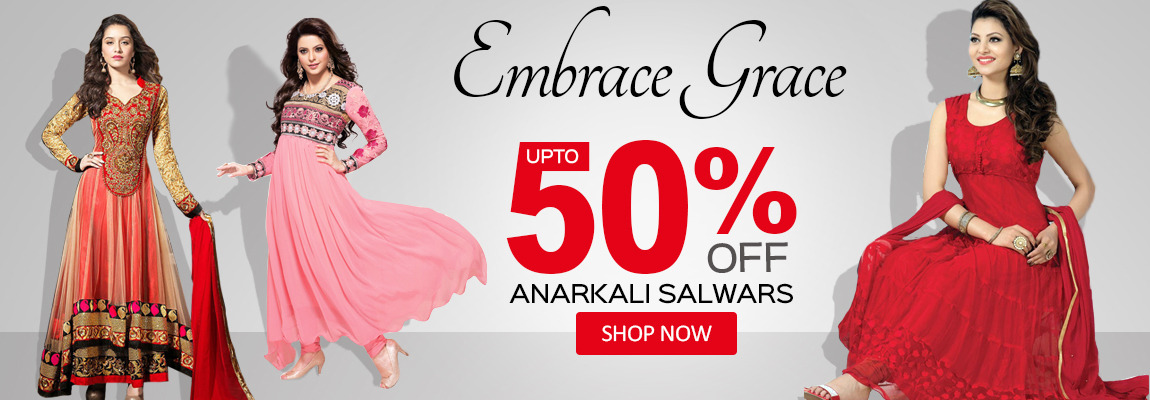 Embrace Grace
UPTO
50%
OFF
ANARKALI SALWARS
SHOP NOW